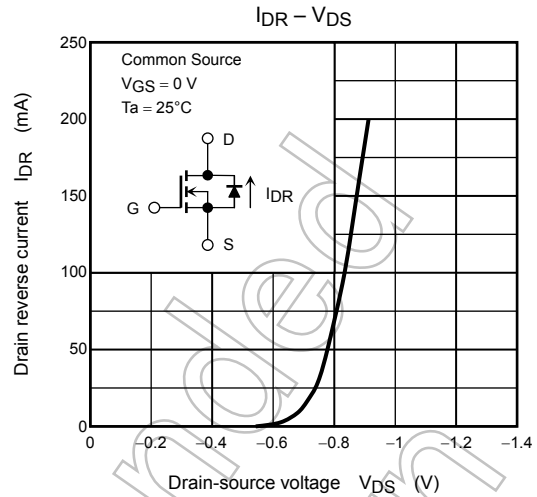 IDR – VDS
Drain reverse current IDR (mA)
250
200
150
100
50
0
Common Source
VGS = 0 V
Ta = 25°C
D
IDR
G
S
0 –0.2 –0.4 –0.6 –0.8 –1 –1.2 –1.4
Drain-source voltage VDS (V)